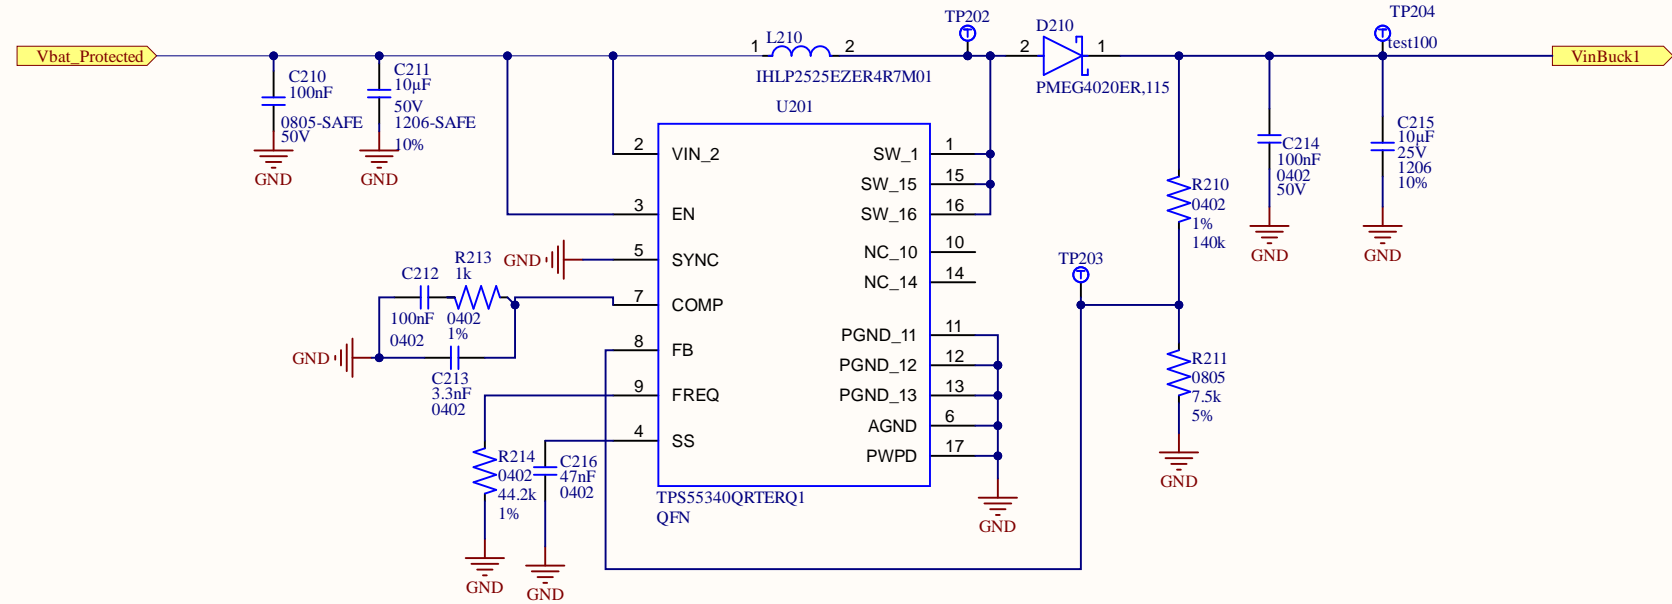 TP202
TP204
D210
L210
1
2
2
1
test100
Vbat_Protected
VinBuck1
IHLP2525EZER4R7M01
PMEG4020ER,115
C210
100nF
0805-SAFE
50V
GND
C211
10µF
50V
1206-SAFE
10%
GND
U201
2
VIN_2
3
EN
GND
5
SYNC
7
COMP
8
FB
9
FREQ
4
SS
SW_1
1
SW_15
15
SW_16
16
NC_10
10
NC_14
14
PGND_11
11
PGND_12
12
PGND_13
13
AGND
6
PWPD
17
TPS55340QRTERQ1
QFN
GND
R213
1k
0402
1%
C212
100nF
0402
GND
C213
3.3nF
0402
R214
0402
44.2k
1%
GND
C216
47nF
0402
GND
TP203
R210
0402
1%
140k
R211
0805
7.5k
5%
GND
C214
100nF
0402
50V
GND
C215
10µF
25V
1206
10%
GND